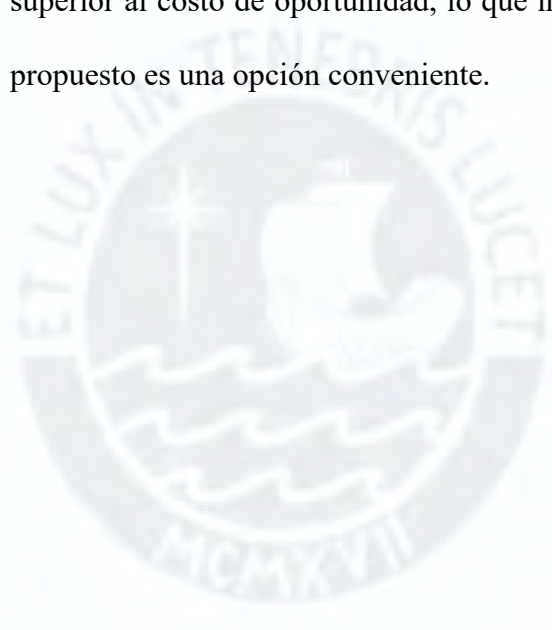 superior al costo de oportunidad, lo que
propuesto es una opción conveniente.
ET LUX IN TENEBRIS LUCET
MCMXVII